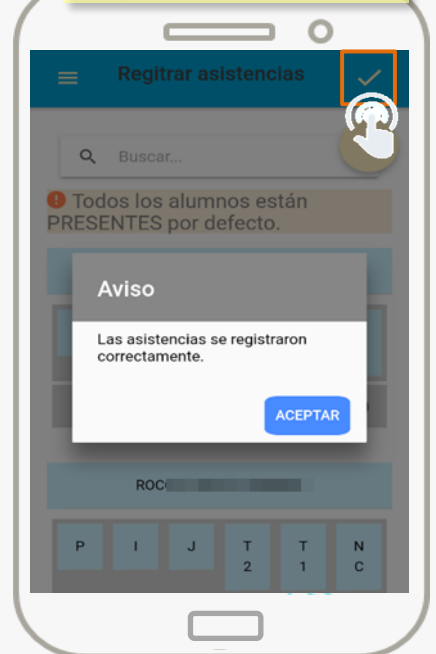 Regitrar asistencias
Buscar...
Todos los alumnos están
PRESENTES por defecto.
Aviso
Las asistencias se registraron
correctamente.
ACEPTAR
P I J T 2 T 1 N C